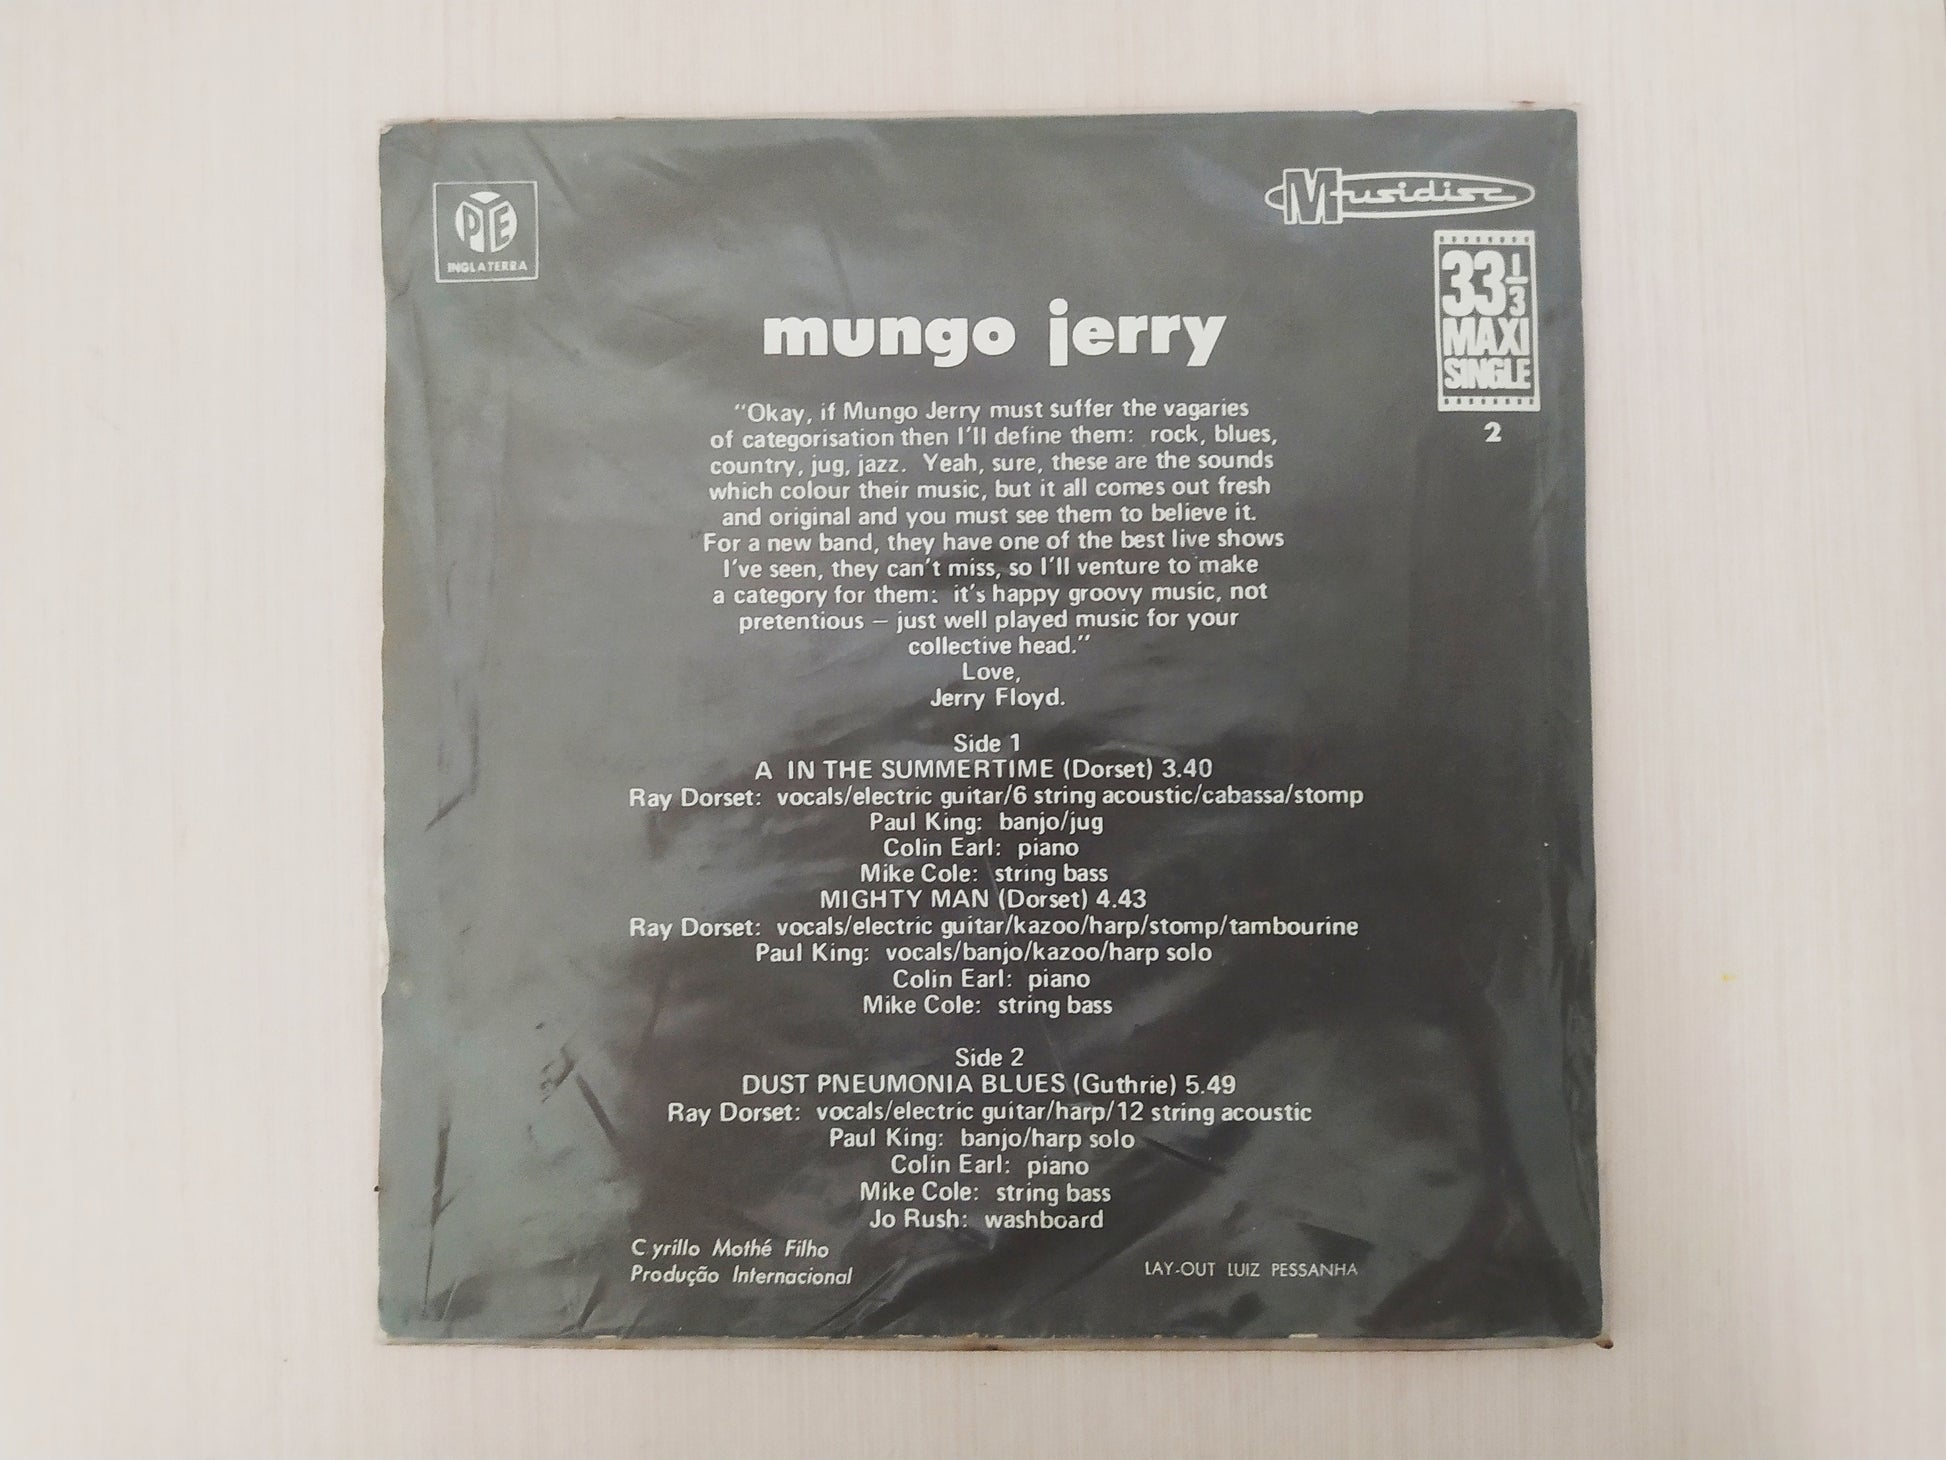 PYE
INGLATERRA
Musidisc
33 1/3
MAXI
SINGLE
2
mungo jerry
"Okay, if Mungo Jerry must suffer the vagaries
of categorisation then I'll define them: rock, blues,
country, jug, jazz. Yeah, sure, these are the sounds
which colour their music, but it all comes out fresh
and original and you must see them to believe it.
For a new band, they have one of the best live shows
I've seen, they can't miss, so I'll venture to make
a category for them: it's happy groovy music, not
pretentious — just well played music for your
collective head."
Love,
Jerry Floyd.
Side 1
A IN THE SUMMERTIME (Dorset) 3.40
Ray Dorset: vocals/electric guitar/6 string acoustic/cabassa/stomp
Paul King: banjo/jug
Colin Earl: piano
Mike Cole: string bass
MIGHTY MAN (Dorset) 4.43
Ray Dorset: vocals/electric guitar/kazoo/harp/stomp/tambourine
Paul King: vocals/banjo/kazoo/harp solo
Colin Earl: piano
Mike Cole: string bass
Side 2
DUST PNEUMONIA BLUES (Guthrie) 5.49
Ray Dorset: vocals/electric guitar/harp/12 string acoustic
Paul King: banjo/harp solo
Colin Earl: piano
Mike Cole: string bass
Jo Rush: washboard
Cyrillo Mothé Filho
Produção Internacional
LAY-OUT LUIZ PESSANHA